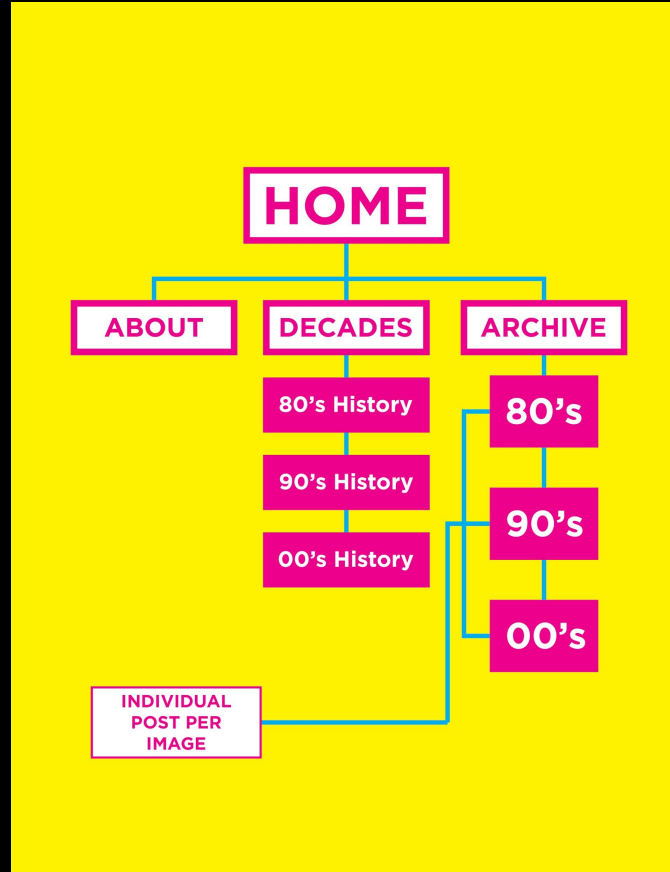 HOME
ABOUT
DECADES
ARCHIVE
80’s History
90’s History
00’s History
80’s
90’s
00’s
INDIVIDUAL
POST PER
IMAGE